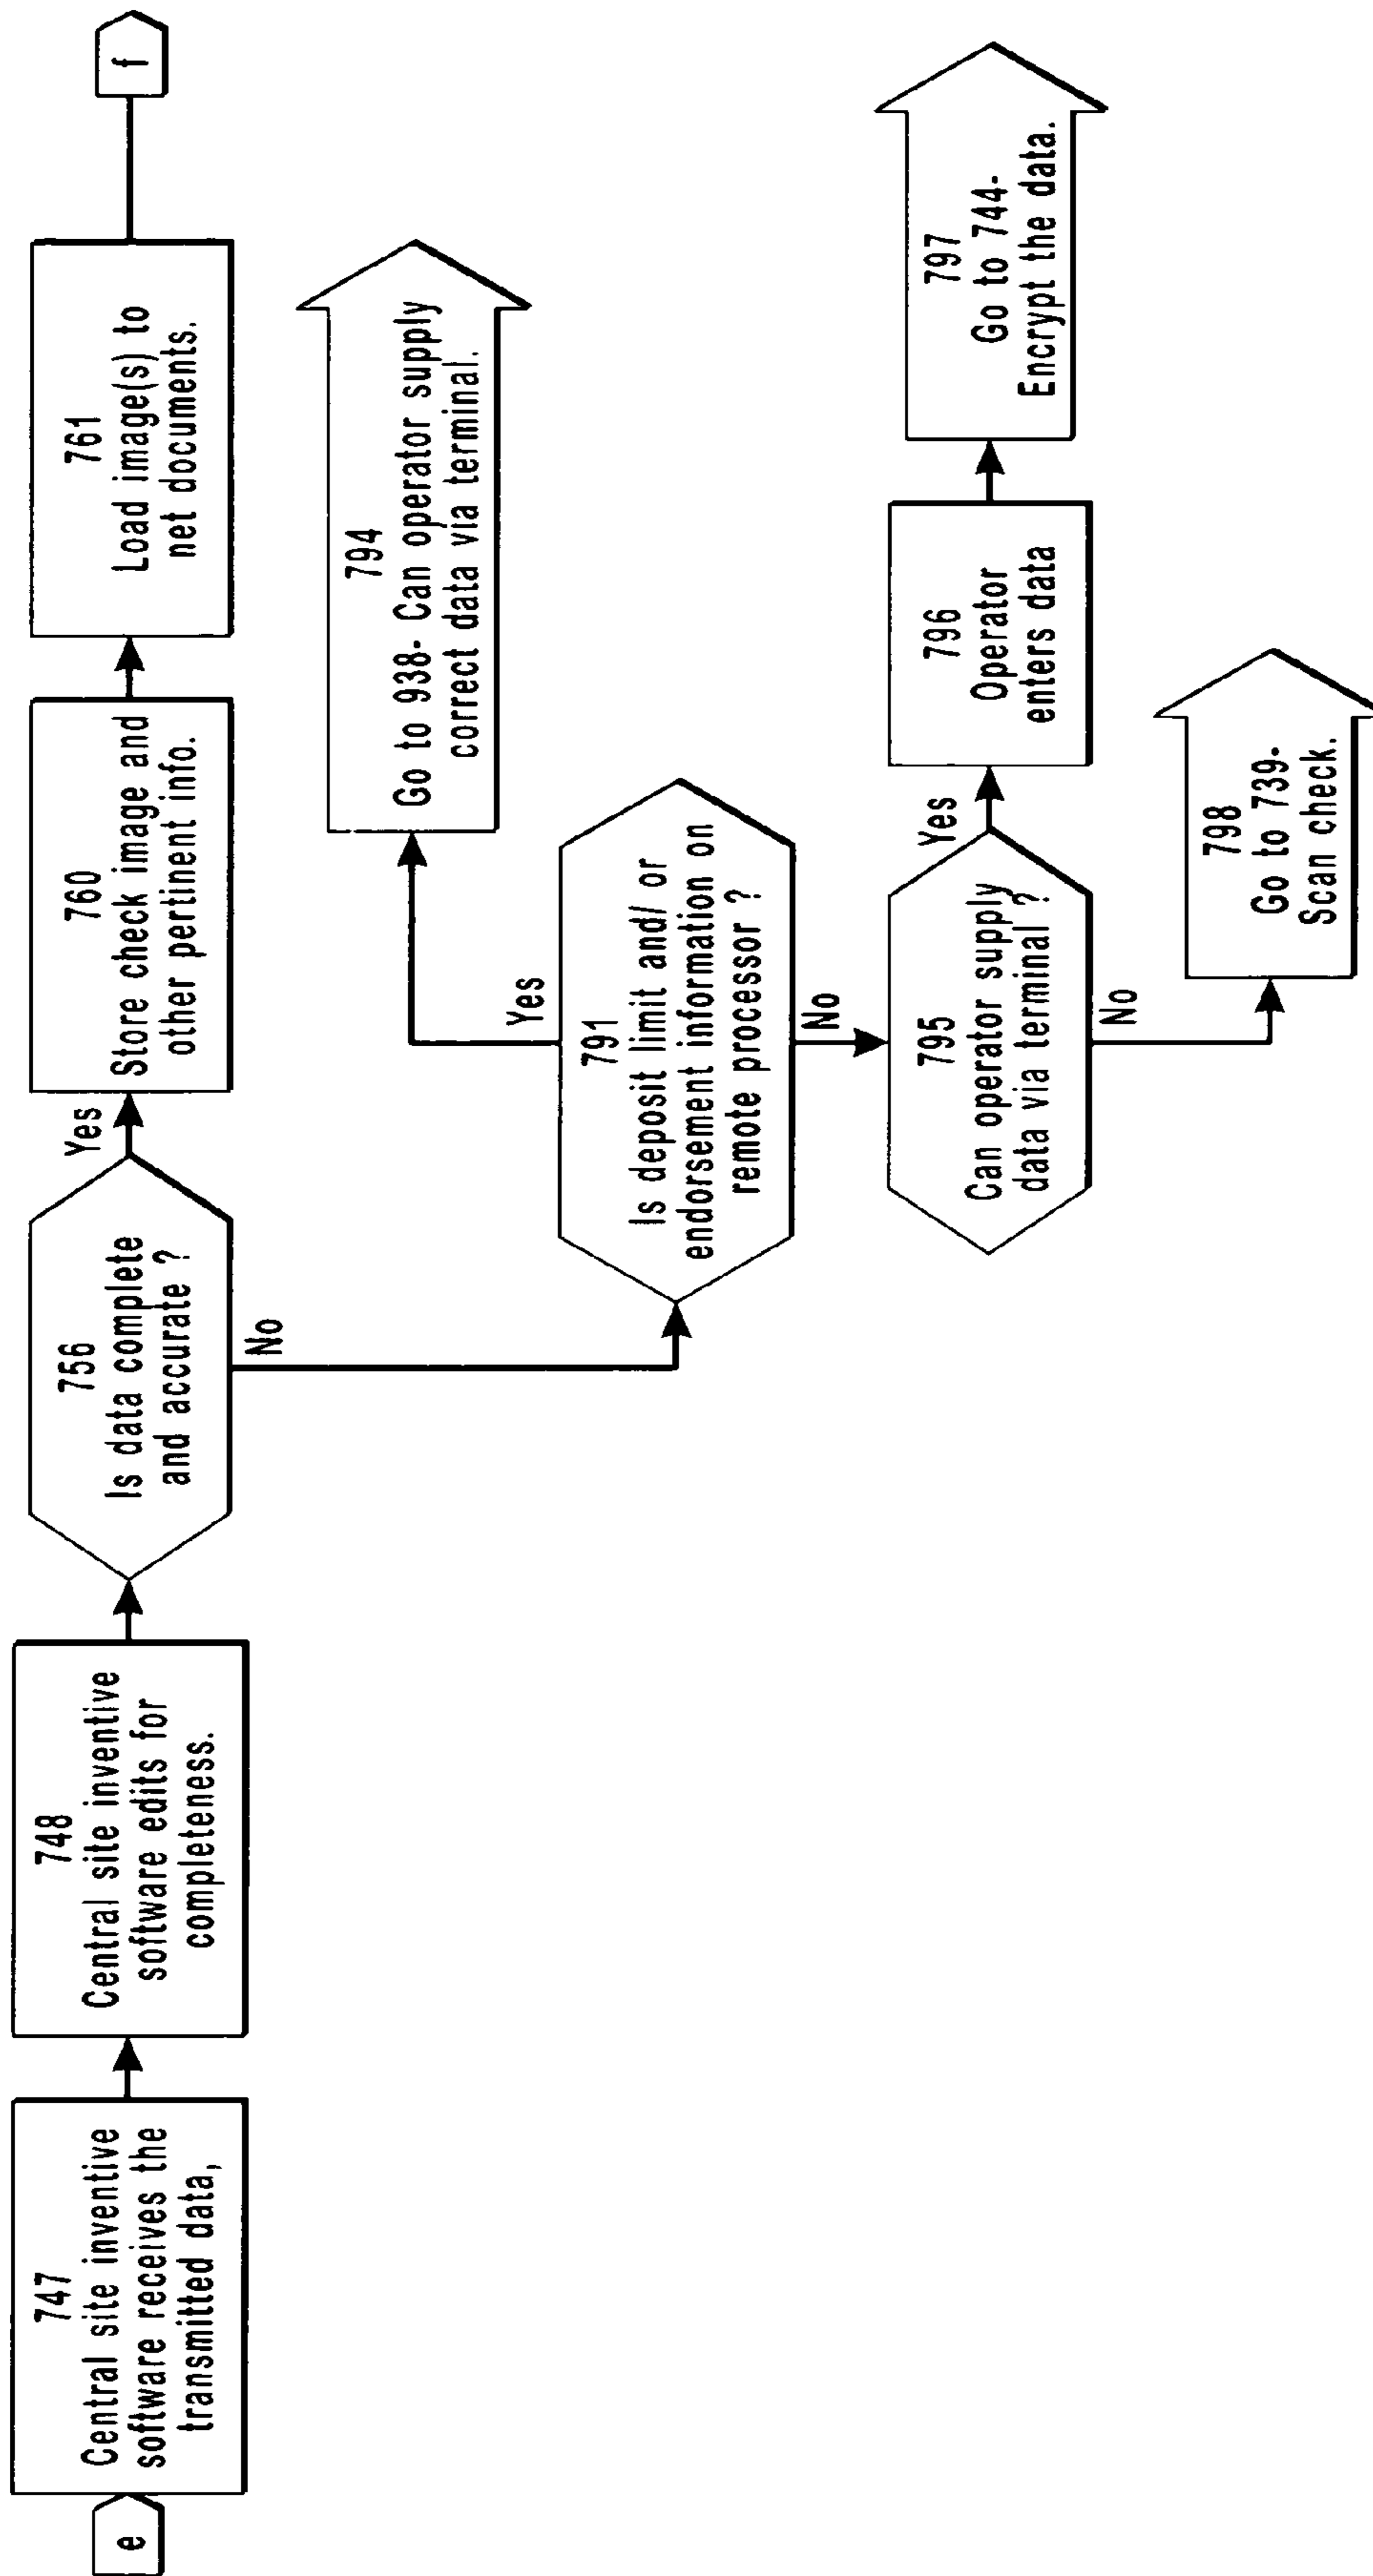 e
747
Central site inventive
software receives the
transmitted data,
748
Central site inventive
software edits for
completeness.
756
Is data complete
and accurate ?
Yes
No
760
Store check image and
other pertinent info.
761
Load image(s) to
net documents.
f
791
Is deposit limit and/ or
endorsement information on
remote processor ?
Yes
No
794
Go to 938- Can operator supply
correct data via terminal.
795
Can operator supply
data via terminal ?
Yes
No
796
Operator
enters data
797
Go to 744-
Encrypt the data.
798
Go to 739-
Scan check.